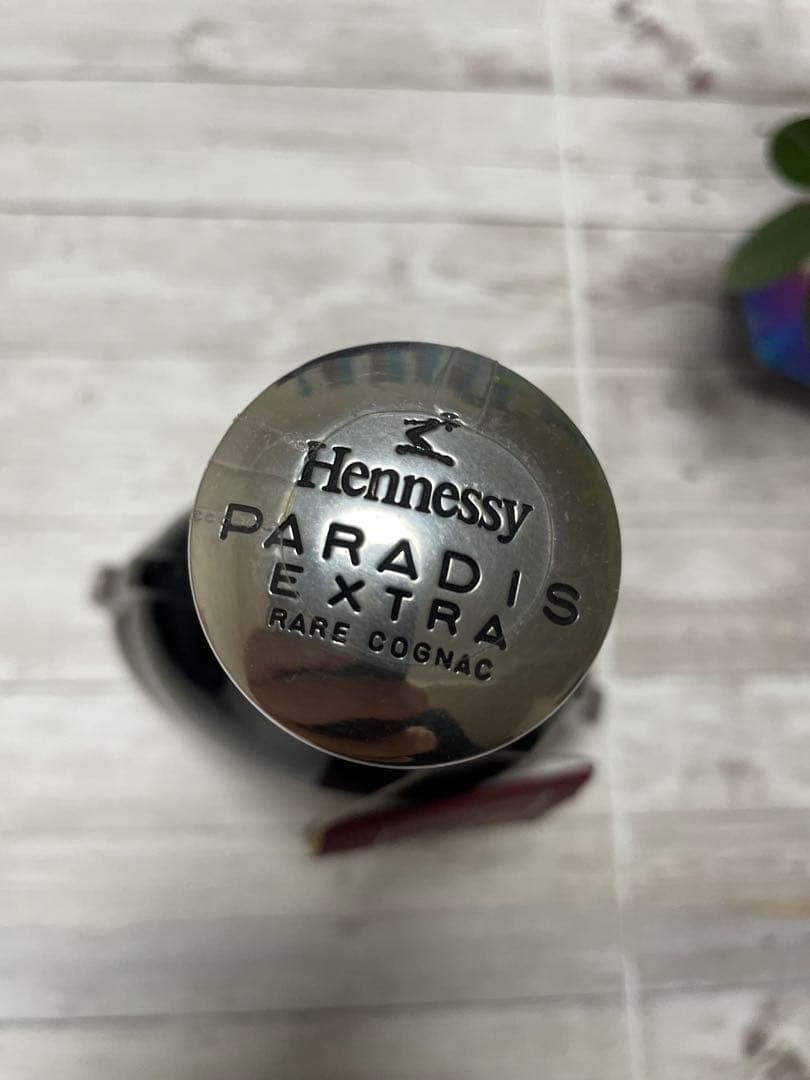 Hennessy
PARADIS
EXTRA
RARE COGNAC